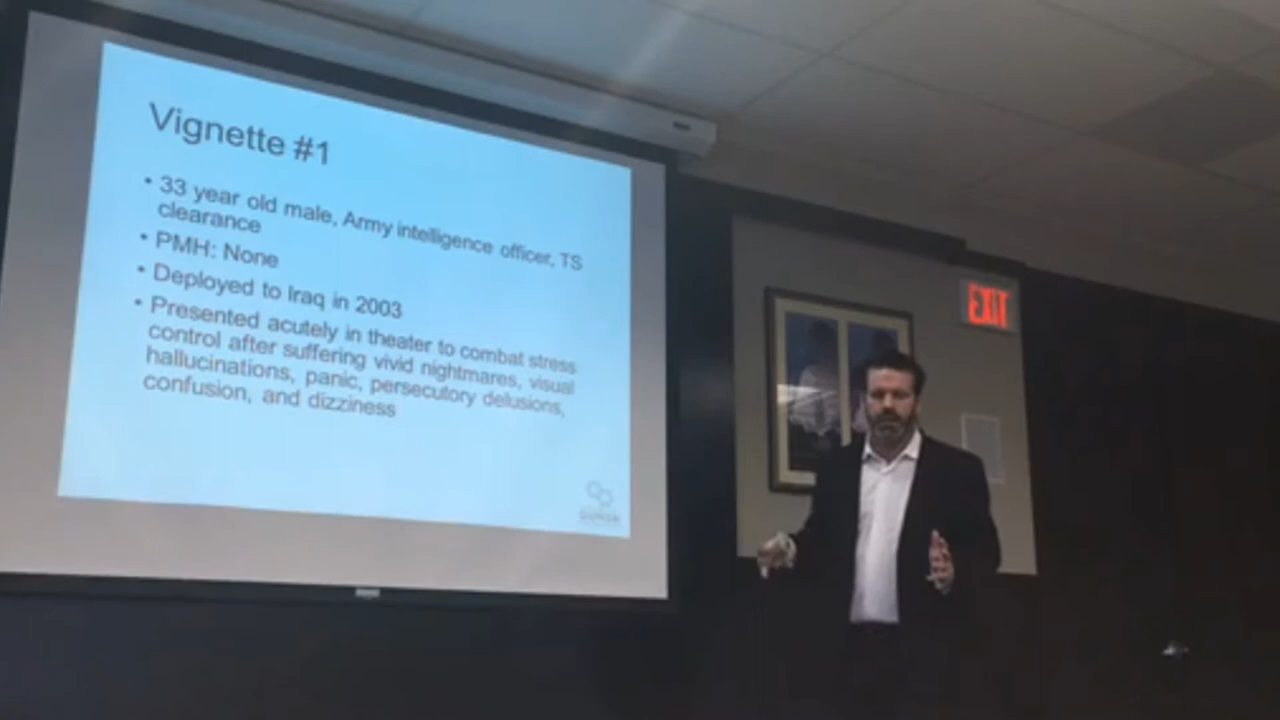 Vignette #1
• 33 year old male, Army intelligence officer, TS
clearance
• PMH: None
• Deployed to Iraq in 2003
• Presented acutely in theater to combat stress
control after suffering vivid nightmares, visual
hallucinations, panic, persecutory delusions,
confusion, and dizziness
EXIT